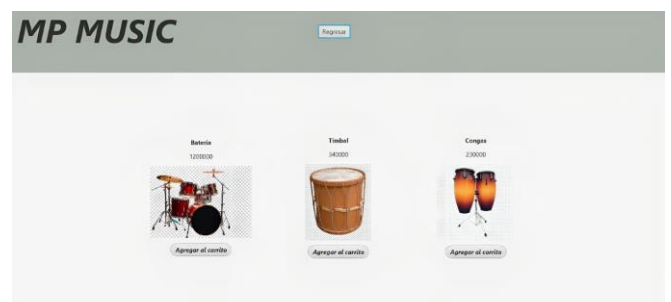 MP MUSIC
Regresar
Bateria
1200000
Agregar al carrito
Timbal
340000
Agregar al carrito
Congas
230000
Agregar al carrito